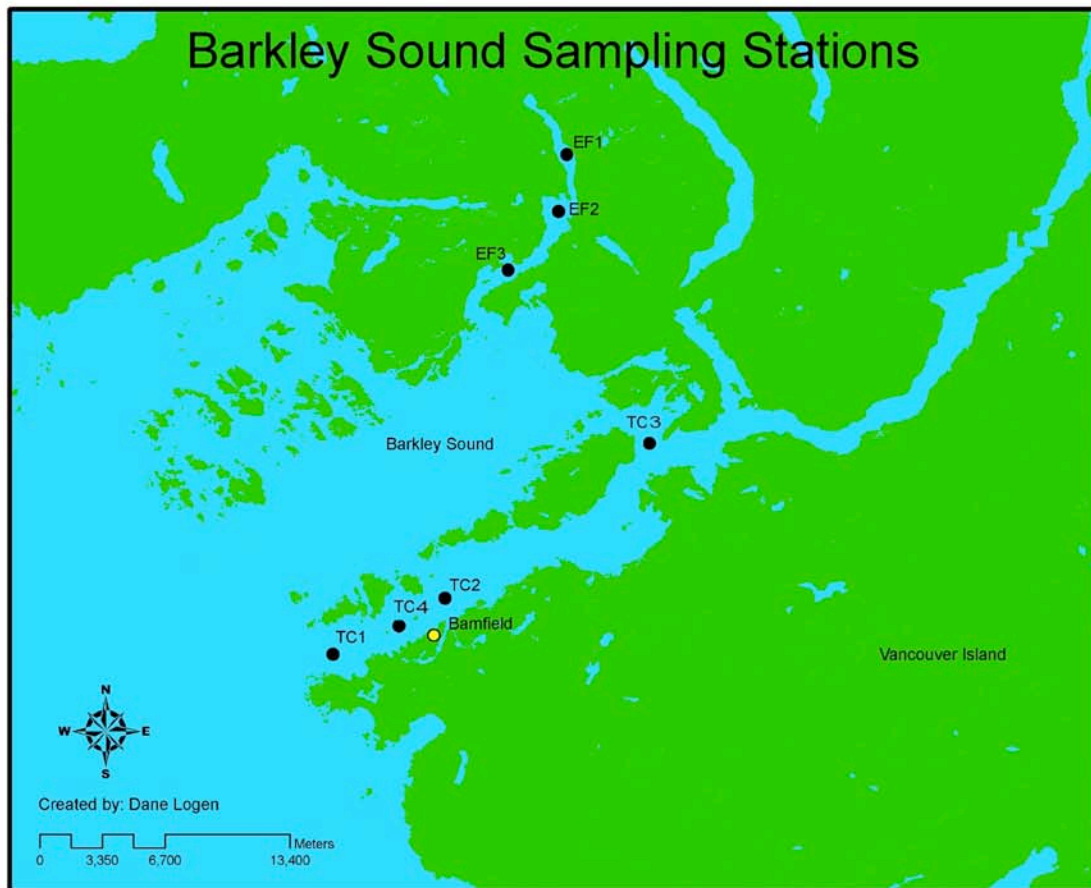 Barkley Sound Sampling Stations
EF1
EF2
EF3
TC3
Barkley Sound
TC2
TC4
Bamfield
TC1
Vancouver Island
N
W E
S
Created by: Dane Logen
Meters
0 3,350 6,700 13,400